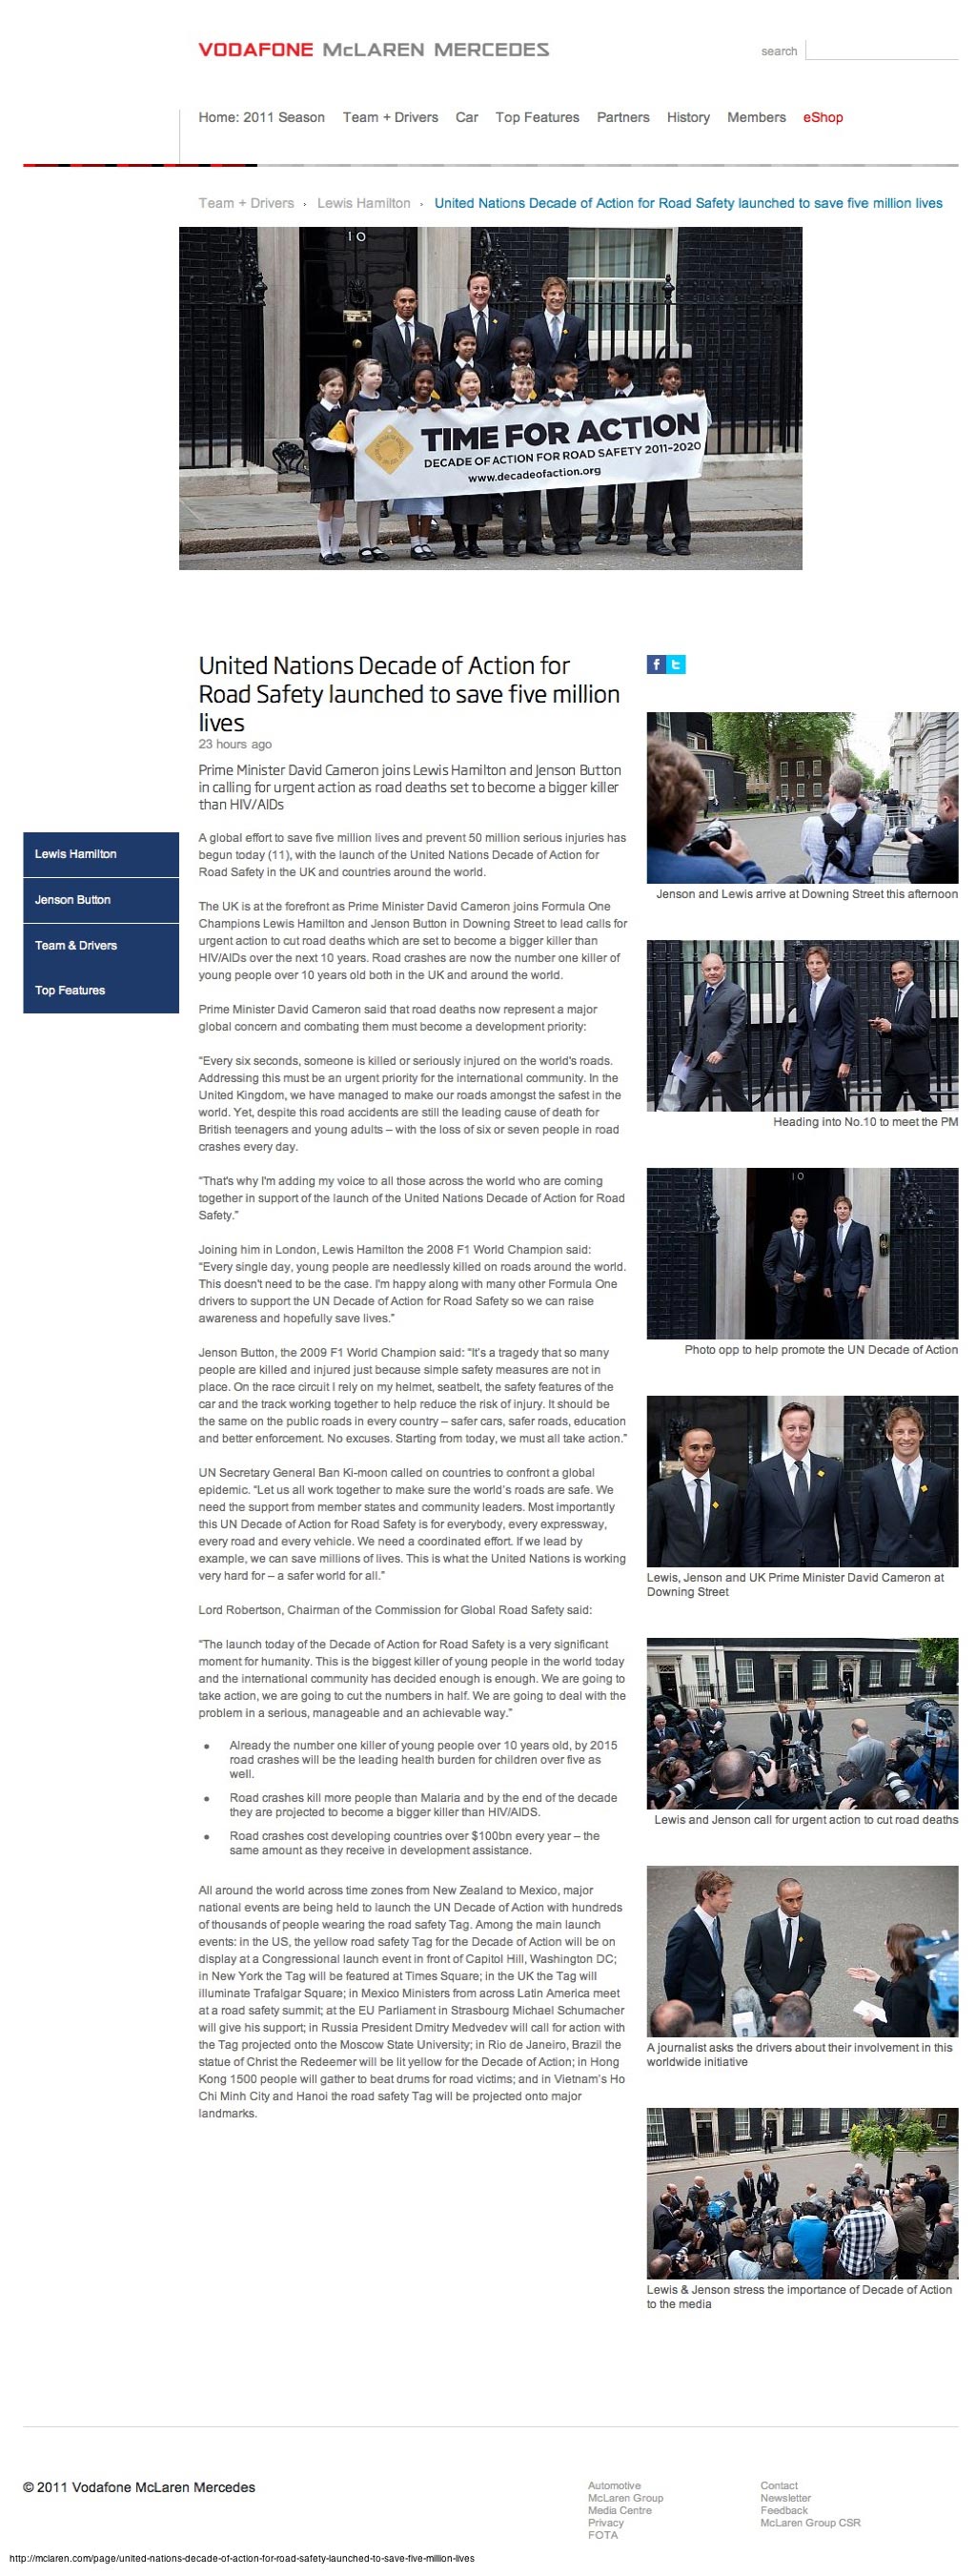 VODAFONE McLAREN MERCEDES
search
Home: 2011 Season Team + Drivers Car Top Features Partners History Members eShop
Team + Drivers › Lewis Hamilton › United Nations Decade of Action for Road Safety launched to save five million lives
10
TIME FOR ACTION
DECADE OF ACTION FOR ROAD SAFETY 2011-2020
www.decadeofaction.org
United Nations Decade of Action for
Road Safety launched to save five million
lives
23 hours ago
Prime Minister David Cameron joins Lewis Hamilton and Jenson Button
in calling for urgent action as road deaths set to become a bigger killer
than HIV/AIDs
Lewis Hamilton
Jenson Button
Team & Drivers
Top Features
A global effort to save five million lives and prevent 50 million serious injuries has
begun today (11), with the launch of the United Nations Decade of Action for
Road Safety in the UK and countries around the world.
The UK is at the forefront as Prime Minister David Cameron joins Formula One
Champions Lewis Hamilton and Jenson Button in Downing Street to lead calls for
urgent action to cut road deaths which are set to become a bigger killer than
HIV/AIDs over the next 10 years. Road crashes are now the number one killer of
young people over 10 years old both in the UK and around the world.
Prime Minister David Cameron said that road deaths now represent a major
global concern and combating them must become a development priority:
“Every six seconds, someone is killed or seriously injured on the world's roads.
Addressing this must be an urgent priority for the international community. In the
United Kingdom, we have managed to make our roads amongst the safest in the
world. Yet, despite this road accidents are still the leading cause of death for
British teenagers and young adults – with the loss of six or seven people in road
crashes every day.
“That's why I'm adding my voice to all those across the world who are coming
together in support of the launch of the United Nations Decade of Action for Road
Safety.”
Joining him in London, Lewis Hamilton the 2008 F1 World Champion said:
“Every single day, young people are needlessly killed on roads around the world.
This doesn't need to be the case. I'm happy along with many other Formula One
drivers to support the UN Decade of Action for Road Safety so we can raise
awareness and hopefully save lives.”
Jenson Button, the 2009 F1 World Champion said: “It's a tragedy that so many
people are killed and injured just because simple safety measures are not in
place. On the race circuit I rely on my helmet, seatbelt, the safety features of the
car and the track working together to help reduce the risk of injury. It should be
the same on the public roads in every country – safer cars, safer roads, education
and better enforcement. No excuses. Starting from today, we must all take action.”
UN Secretary General Ban Ki-moon called on countries to confront a global
epidemic. “Let us all work together to make sure the world's roads are safe. We
need the support from member states and community leaders. Most importantly
this UN Decade of Action for Road Safety is for everybody, every expressway,
every road and every vehicle. We need a coordinated effort. If we lead by
example, we can save millions of lives. This is what the United Nations is working
very hard for – a safer world for all.”
Lord Robertson, Chairman of the Commission for Global Road Safety said:
“The launch today of the Decade of Action for Road Safety is a very significant
moment for humanity. This is the biggest killer of young people in the world today
and the international community has decided enough is enough. We are going to
take action, we are going to cut the numbers in half. We are going to deal with the
problem in a serious, manageable and an achievable way.”
• Already the number one killer of young people over 10 years old, by 2015
road crashes will be the leading health burden for children over five as
well.
• Road crashes kill more people than Malaria and by the end of the decade
they are projected to become a bigger killer than HIV/AIDS.
• Road crashes cost developing countries over $100bn every year – the
same amount as they receive in development assistance.
All around the world across time zones from New Zealand to Mexico, major
national events are being held to launch the UN Decade of Action with hundreds
of thousands of people wearing the road safety Tag. Among the main launch
events: in the US, the yellow road safety Tag for the Decade of Action will be on
display at a Congressional launch event in front of Capitol Hill, Washington DC;
in New York the Tag will be featured at Times Square; in the UK the Tag will
illuminate Trafalgar Square; in Mexico Ministers from across Latin America meet
at a road safety summit; at the EU Parliament in Strasbourg Michael Schumacher
will give his support; in Russia President Dmitry Medvedev will call for action with
the Tag projected onto the Moscow State University; in Rio de Janeiro, Brazil the
statue of Christ the Redeemer will be lit yellow for the Decade of Action; in Hong
Kong 1500 people will gather to beat drums for road victims; and in Vietnam's Ho
Chi Minh City and Hanoi the road safety Tag will be projected onto major
landmarks.
Jenson and Lewis arrive at Downing Street this afternoon
Heading into No.10 to meet the PM
10
Photo opp to help promote the UN Decade of Action
Lewis, Jenson and UK Prime Minister David Cameron at
Downing Street
Lewis and Jenson call for urgent action to cut road deaths
A journalist asks the drivers about their involvement in this
worldwide initiative
Lewis & Jenson stress the importance of Decade of Action
to the media
© 2011 Vodafone McLaren Mercedes
Automotive
McLaren Group
Media Centre
Privacy
FOTA
Contact
Newsletter
Feedback
McLaren Group CSR
http://mclaren.com/page/united-nations-decade-of-action-for-road-safety-launched-to-save-five-million-lives